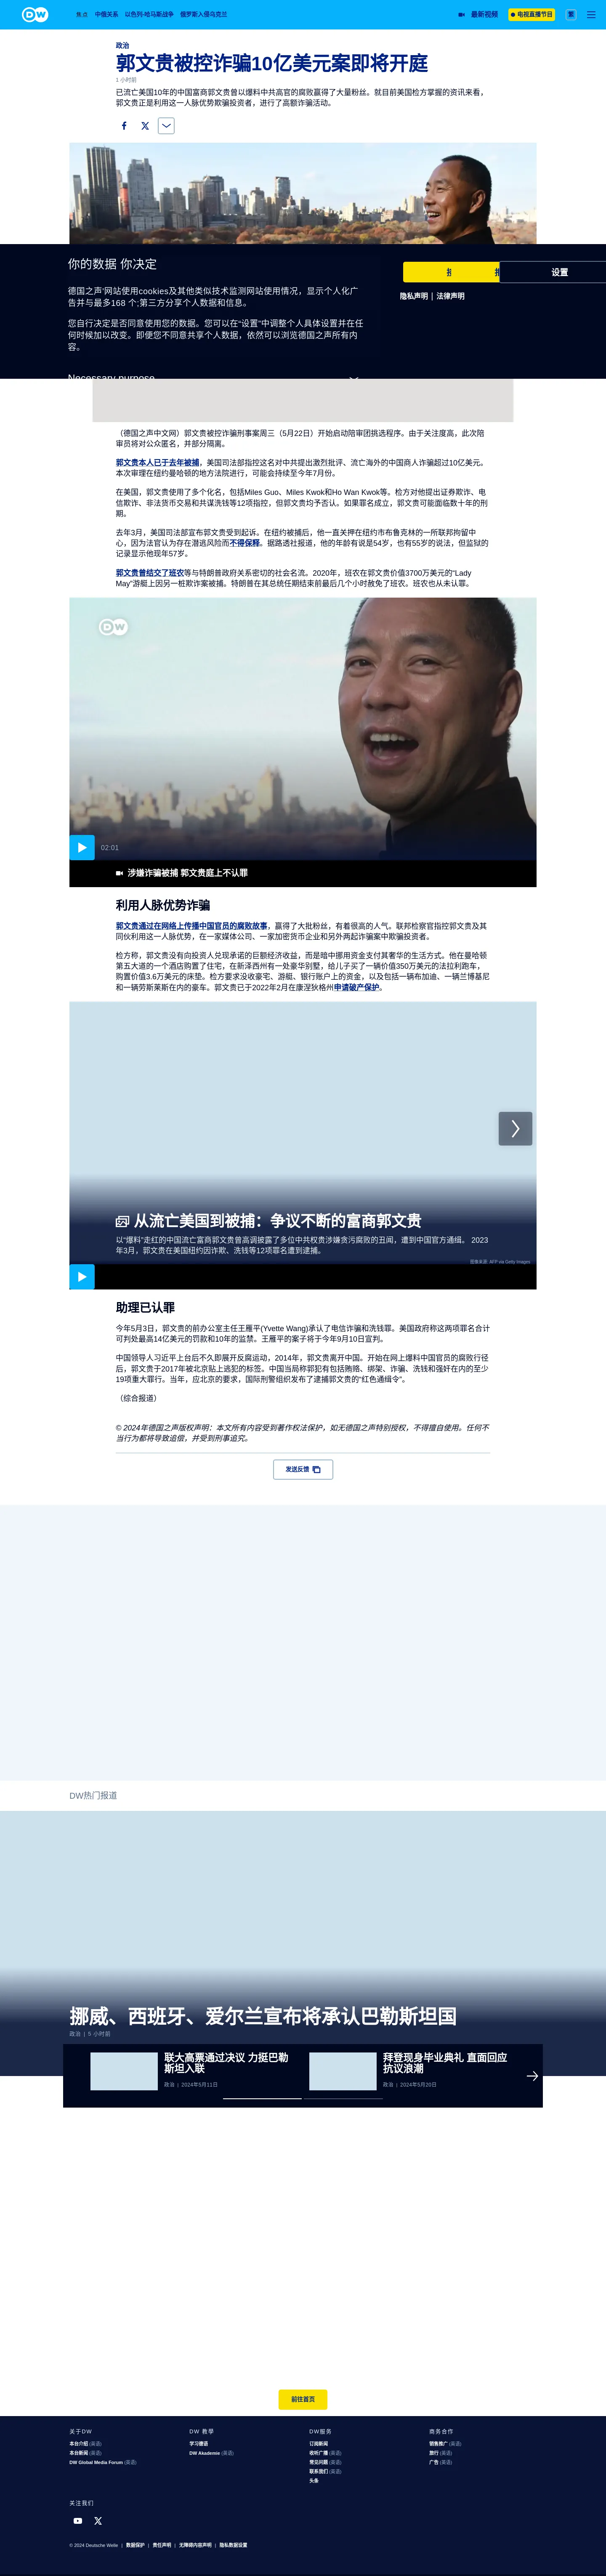 DW
焦点 中俄关系 以色列-哈马斯战争 俄罗斯入侵乌克兰 最新视频 电视直播节目 繁
政治
郭文贵被控诈骗10亿美元案即将开庭
1 小时前
已流亡美国10年的中国富商郭文贵曾以爆料中共高官的腐败赢得了大量粉丝。就目前美国检方掌握的资讯来看，
郭文贵正是利用这一人脉优势欺骗投资者，进行了高额诈骗活动。
你的数据 你决定
德国之声’网站使用cookies及其他类似技术监测网站使用情况，显示个人化广
告并与最多168 个;第三方分享个人数据和信息。
您自行决定是否同意使用您的数据。您可以在“设置”中调整个人具体设置并在任
何时候加以改变。即便您不同意共享个人数据，依然可以浏览德国之声所有内
容。
设置
隐私声明 | 法律声明
Necessary purpose
（德国之声中文网）郭文贵被控诈骗刑事案周三（5月22日）开始启动陪审团挑选程序。由于关注度高，此次陪
审员将对公众匿名，并部分隔离。
郭文贵本人已于去年被捕，美国司法部指控这名对中共提出激烈批评、流亡海外的中国商人诈骗超过10亿美元。
本次审理在纽约曼哈顿的地方法院进行，可能会持续至今年7月份。
在美国，郭文贵使用了多个化名，包括Miles Guo、Miles Kwok和Ho Wan Kwok等。检方对他提出证券欺诈、电
信欺诈、非法货币交易和共谋洗钱等12项指控，但郭文贵均予否认。如果罪名成立，郭文贵可能面临数十年的刑
期。
去年3月，美国司法部宣布郭文贵受到起诉。在纽约被捕后，他一直关押在纽约市布鲁克林的一所联邦拘留中
心，因为法官认为存在潜逃风险而不得保释。据路透社报道，他的年龄有说是54岁，也有55岁的说法，但监狱的
记录显示他现年57岁。
郭文贵曾结交了班农等与特朗普政府关系密切的社会名流。2020年，班农在郭文贵价值3700万美元的“Lady
May”游艇上因另一桩欺诈案被捕。特朗普在其总统任期结束前最后几个小时赦免了班农。班农也从未认罪。
DW
02:01
涉嫌诈骗被捕 郭文贵庭上不认罪
利用人脉优势诈骗
郭文贵通过在网络上传播中国官员的腐败故事，赢得了大批粉丝，有着很高的人气。联邦检察官指控郭文贵及其
同伙利用这一人脉优势，在一家媒体公司、一家加密货币企业和另外两起诈骗案中欺骗投资者。
检方称，郭文贵没有向投资人兑现承诺的巨额经济收益，而是暗中挪用资金支付其奢华的生活方式。他在曼哈顿
第五大道的一个酒店购置了住宅，在新泽西州有一处豪华别墅，给儿子买了一辆价值350万美元的法拉利跑车，
购置价值3.6万美元的床垫。检方要求没收豪宅、游艇、银行账户上的资金，以及包括一辆布加迪、一辆兰博基尼
和一辆劳斯莱斯在内的豪车。郭文贵已于2022年2月在康涅狄格州申请破产保护。
从流亡美国到被捕：争议不断的富商郭文贵
以“爆料”走红的中国流亡富商郭文贵曾高调披露了多位中共权贵涉嫌贪污腐败的丑闻，遭到中国官方通缉。 2023
年3月，郭文贵在美国纽约因诈欺、洗钱等12项罪名遭到逮捕。
图像来源: AFP via Getty Images
助理已认罪
今年5月3日，郭文贵的前办公室主任王雁平(Yvette Wang)承认了电信诈骗和洗钱罪。美国政府称这两项罪名合计
可判处最高14亿美元的罚款和10年的监禁。王雁平的案子将于今年9月10日宣判。
中国领导人习近平上台后不久即展开反腐运动，2014年，郭文贵离开中国。开始在网上爆料中国官员的腐败行径
后，郭文贵于2017年被北京贴上逃犯的标签。中国当局称郭犯有包括贿赂、绑架、诈骗、洗钱和强奸在内的至少
19项重大罪行。当年，应北京的要求，国际刑警组织发布了逮捕郭文贵的"红色通缉令"。
（综合报道）
© 2024年德国之声版权声明：本文所有内容受到著作权法保护，如无德国之声特别授权，不得擅自使用。任何不
当行为都将导致追偿，并受到刑事追究。
发送反馈
DW热门报道
挪威、西班牙、爱尔兰宣布将承认巴勒斯坦国
政治 | 5 小时前
联大高票通过决议 力挺巴勒
斯坦入联
政治 | 2024年5月11日
拜登现身毕业典礼 直面回应
抗议浪潮
政治 | 2024年5月20日
前往首页
关于DW
本台介绍 (英语)
本台新闻 (英语)
DW Global Media Forum (英语)
DW 教學
学习德语
DW Akademie (英语)
DW服务
订阅新闻
收听广播 (英语)
常见问题 (英语)
联系我们 (英语)
头条
商务合作
销售推广 (英语)
旅行 (英语)
广告 (英语)
关注我们
© 2024 Deutsche Welle | 数据保护 | 责任声明 | 无障碍内容声明 | 隐私数据设置